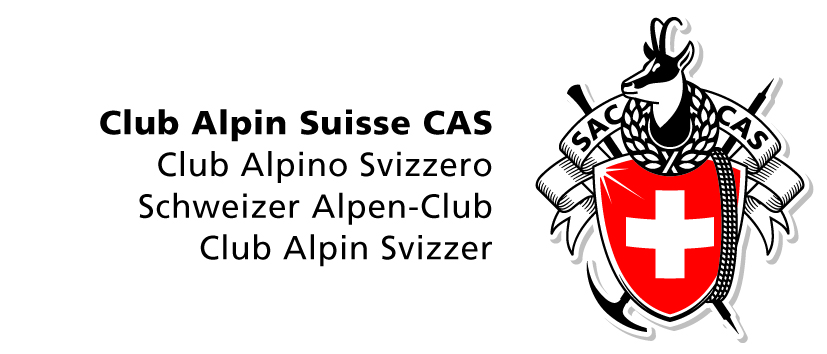 Club Alpin Suisse CAS
Club Alpino Svizzero
Schweizer Alpen-Club
Club Alpin Svizzer
SAC CAS